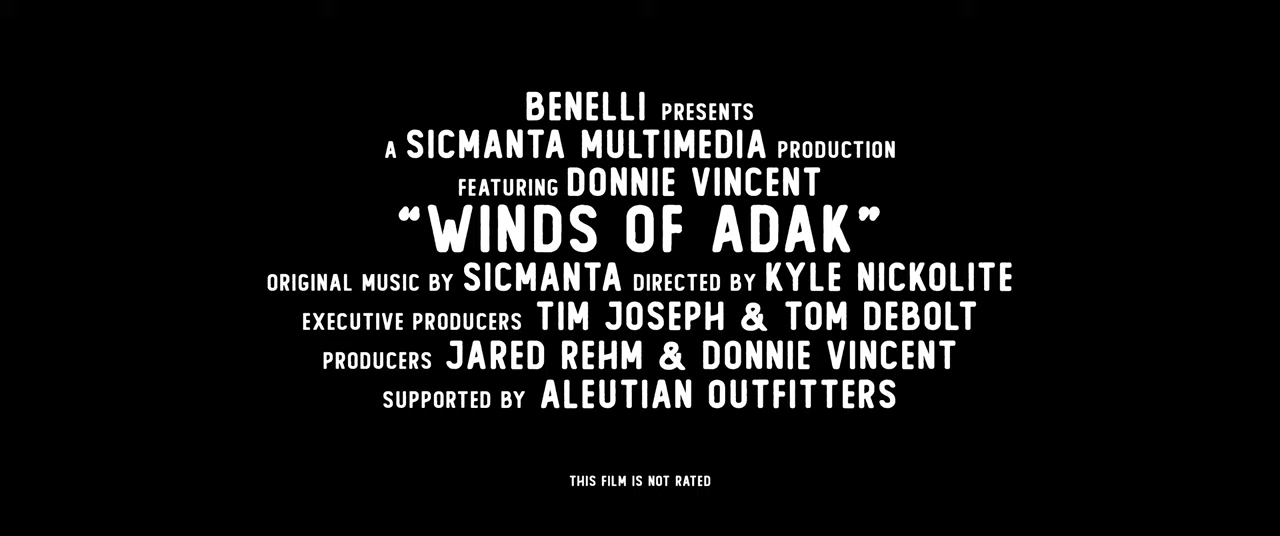 BENELLI PRESENTS
A SICMANTA MULTIMEDIA PRODUCTION
FEATURING DONNIE VINCENT
“WINDS OF ADAK”
ORIGINAL MUSIC BY SICMANTA DIRECTED BY KYLE NICKOLITE
EXECUTIVE PRODUCERS TIM JOSEPH & TOM DEBOLT
PRODUCERS JARED REHM & DONNIE VINCENT
SUPPORTED BY ALEUTIAN OUTFITTERS
THIS FILM IS NOT RATED